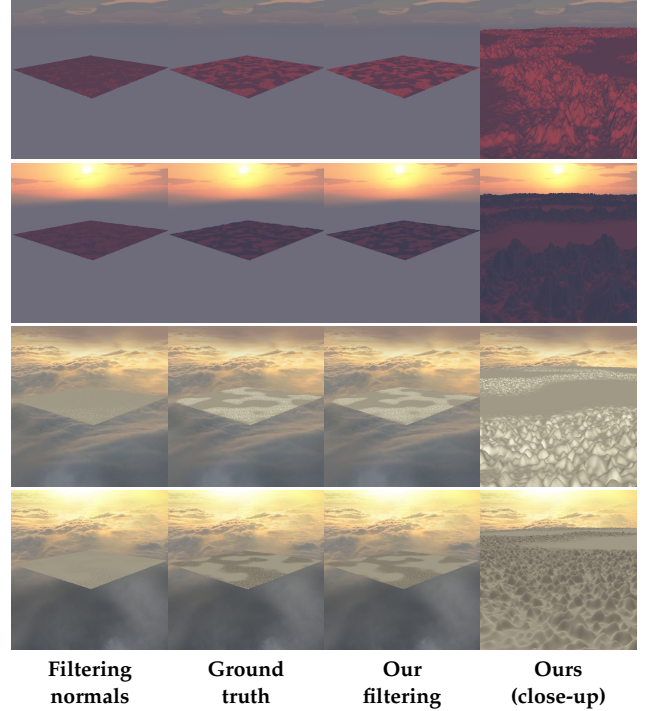 Filtering normals
Ground truth
Our filtering
Ours (close-up)